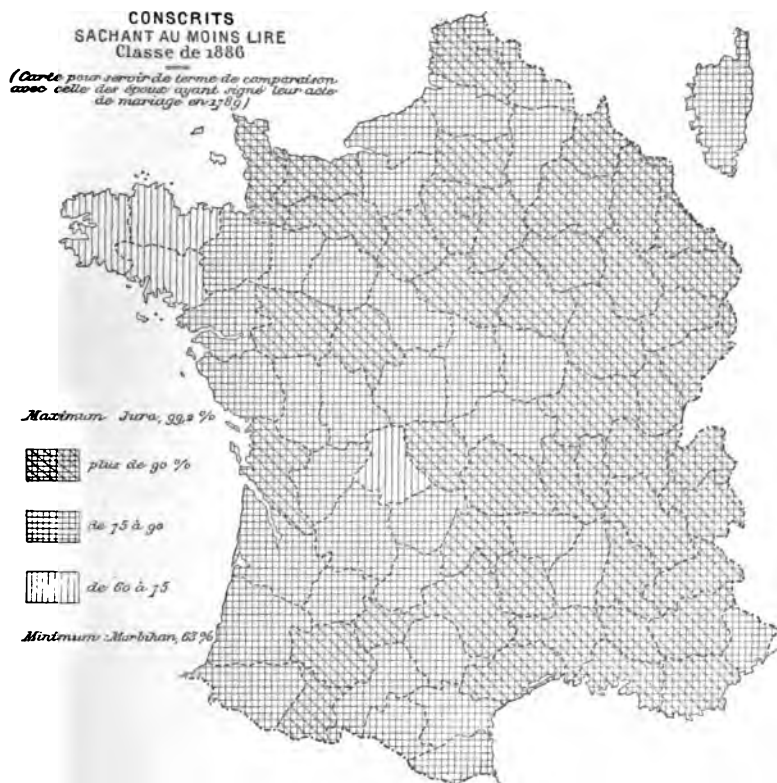 CONSCRITS
SACHANT AU MOINS LIRE
Classe de 1886
(Carte pour servir de terme de comparaison
avec celle des époux ayant signé leur acte
de mariage en 1789)
Maximum Jura, 99,2 %
plus de 90 %
de 75 à 90
de 60 à 75
Minimum : Morbihan, 63 %